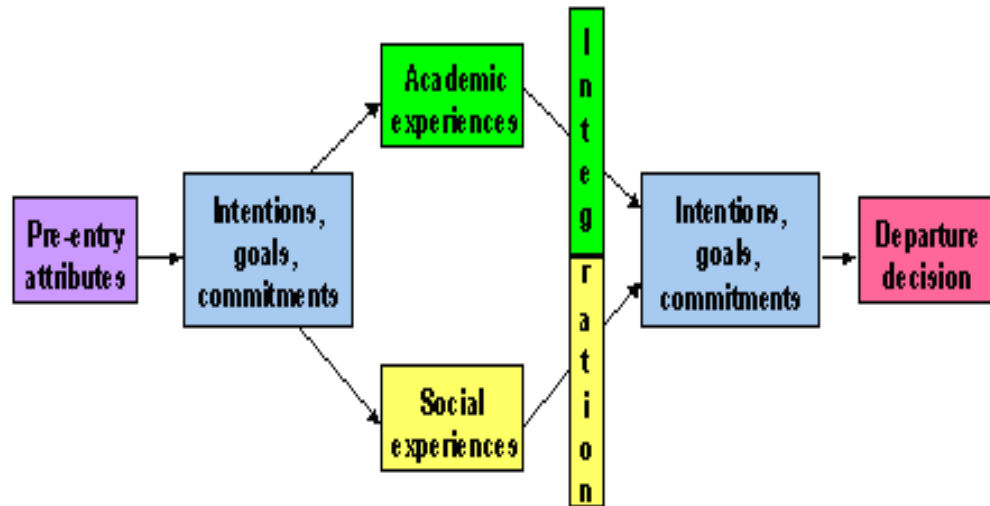 Pre-entry
attributes
Intentions,
goals,
commitments
Academic
experiences
Social
experiences
I
n
t
e
g
r
a
t
i
o
n
Intentions,
goals,
commitments
Departure
decision